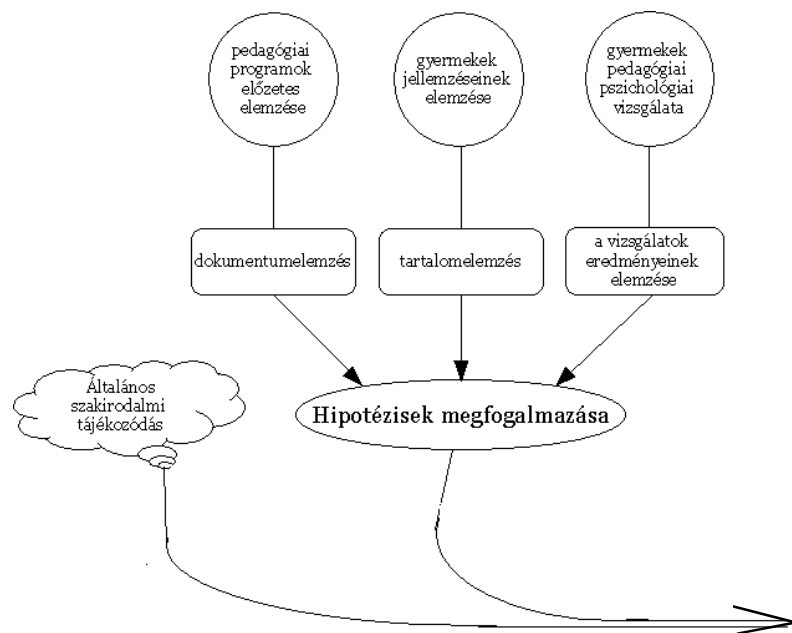 pedagógiai
programok
előzetes
elemzése
gyermekek
jellemzéseinek
elemzése
gyermekek
pedagógiai
pszichológiai
vizsgálata
dokumentumelemzés
tartalomelemzés
a vizsgálatok
eredményeinek
elemzése
Általános
szakirodalmi
tájékozódás
Hipotézisek megfogalmazása